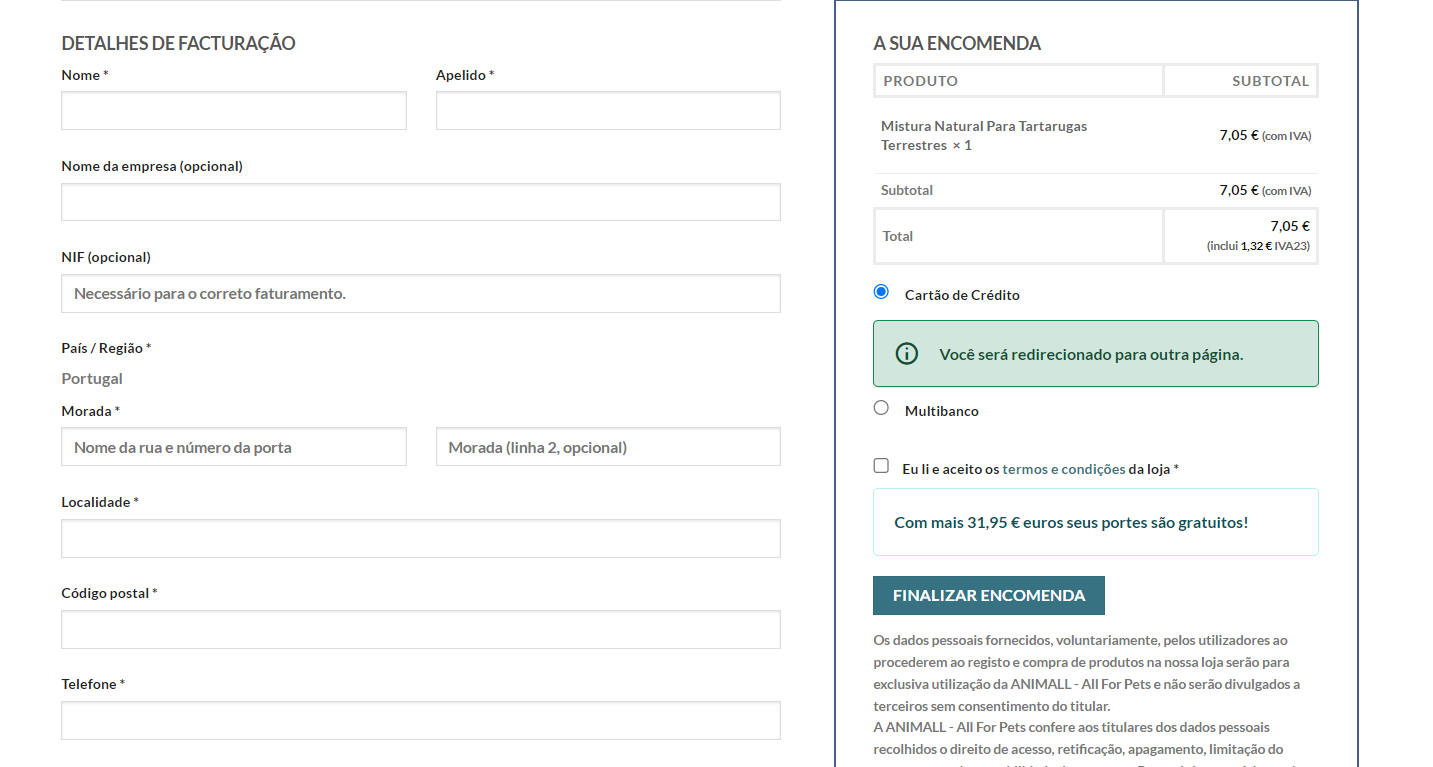 DETALHES DE FACTURAÇÃO
Nome *
Apelido *
Nome da empresa (opcional)
NIF (opcional)
Necessário para o correto faturamento.
País / Região *
Portugal
Morada *
Nome da rua e número da porta
Morada (linha 2, opcional)
Localidade *
Código postal *
Telefone *
A SUA ENCOMENDA
PRODUTO SUBTOTAL
Mistura Natural Para Tartarugas
Terrestres × 1
7,05 € (com IVA)
Subtotal 7,05 € (com IVA)
Total
7,05 €
(inclui 1,32 € IVA23)
Cartão de Crédito
Você será redirecionado para outra página.
Multibanco
Eu li e aceito os termos e condições da loja *
Com mais 31,95 € euros seus portes são gratuitos!
FINALIZAR ENCOMENDA
Os dados pessoais fornecidos, voluntariamente, pelos utilizadores ao
procederem ao registo e compra de produtos na nossa loja serão para
exclusiva utilização da ANIMALL - All For Pets e não serão divulgados a
terceiros sem consentimento do titular.
A ANIMALL - All For Pets confere aos titulares dos dados pessoais
recolhidos o direito de acesso, retificação, apagamento, limitação do